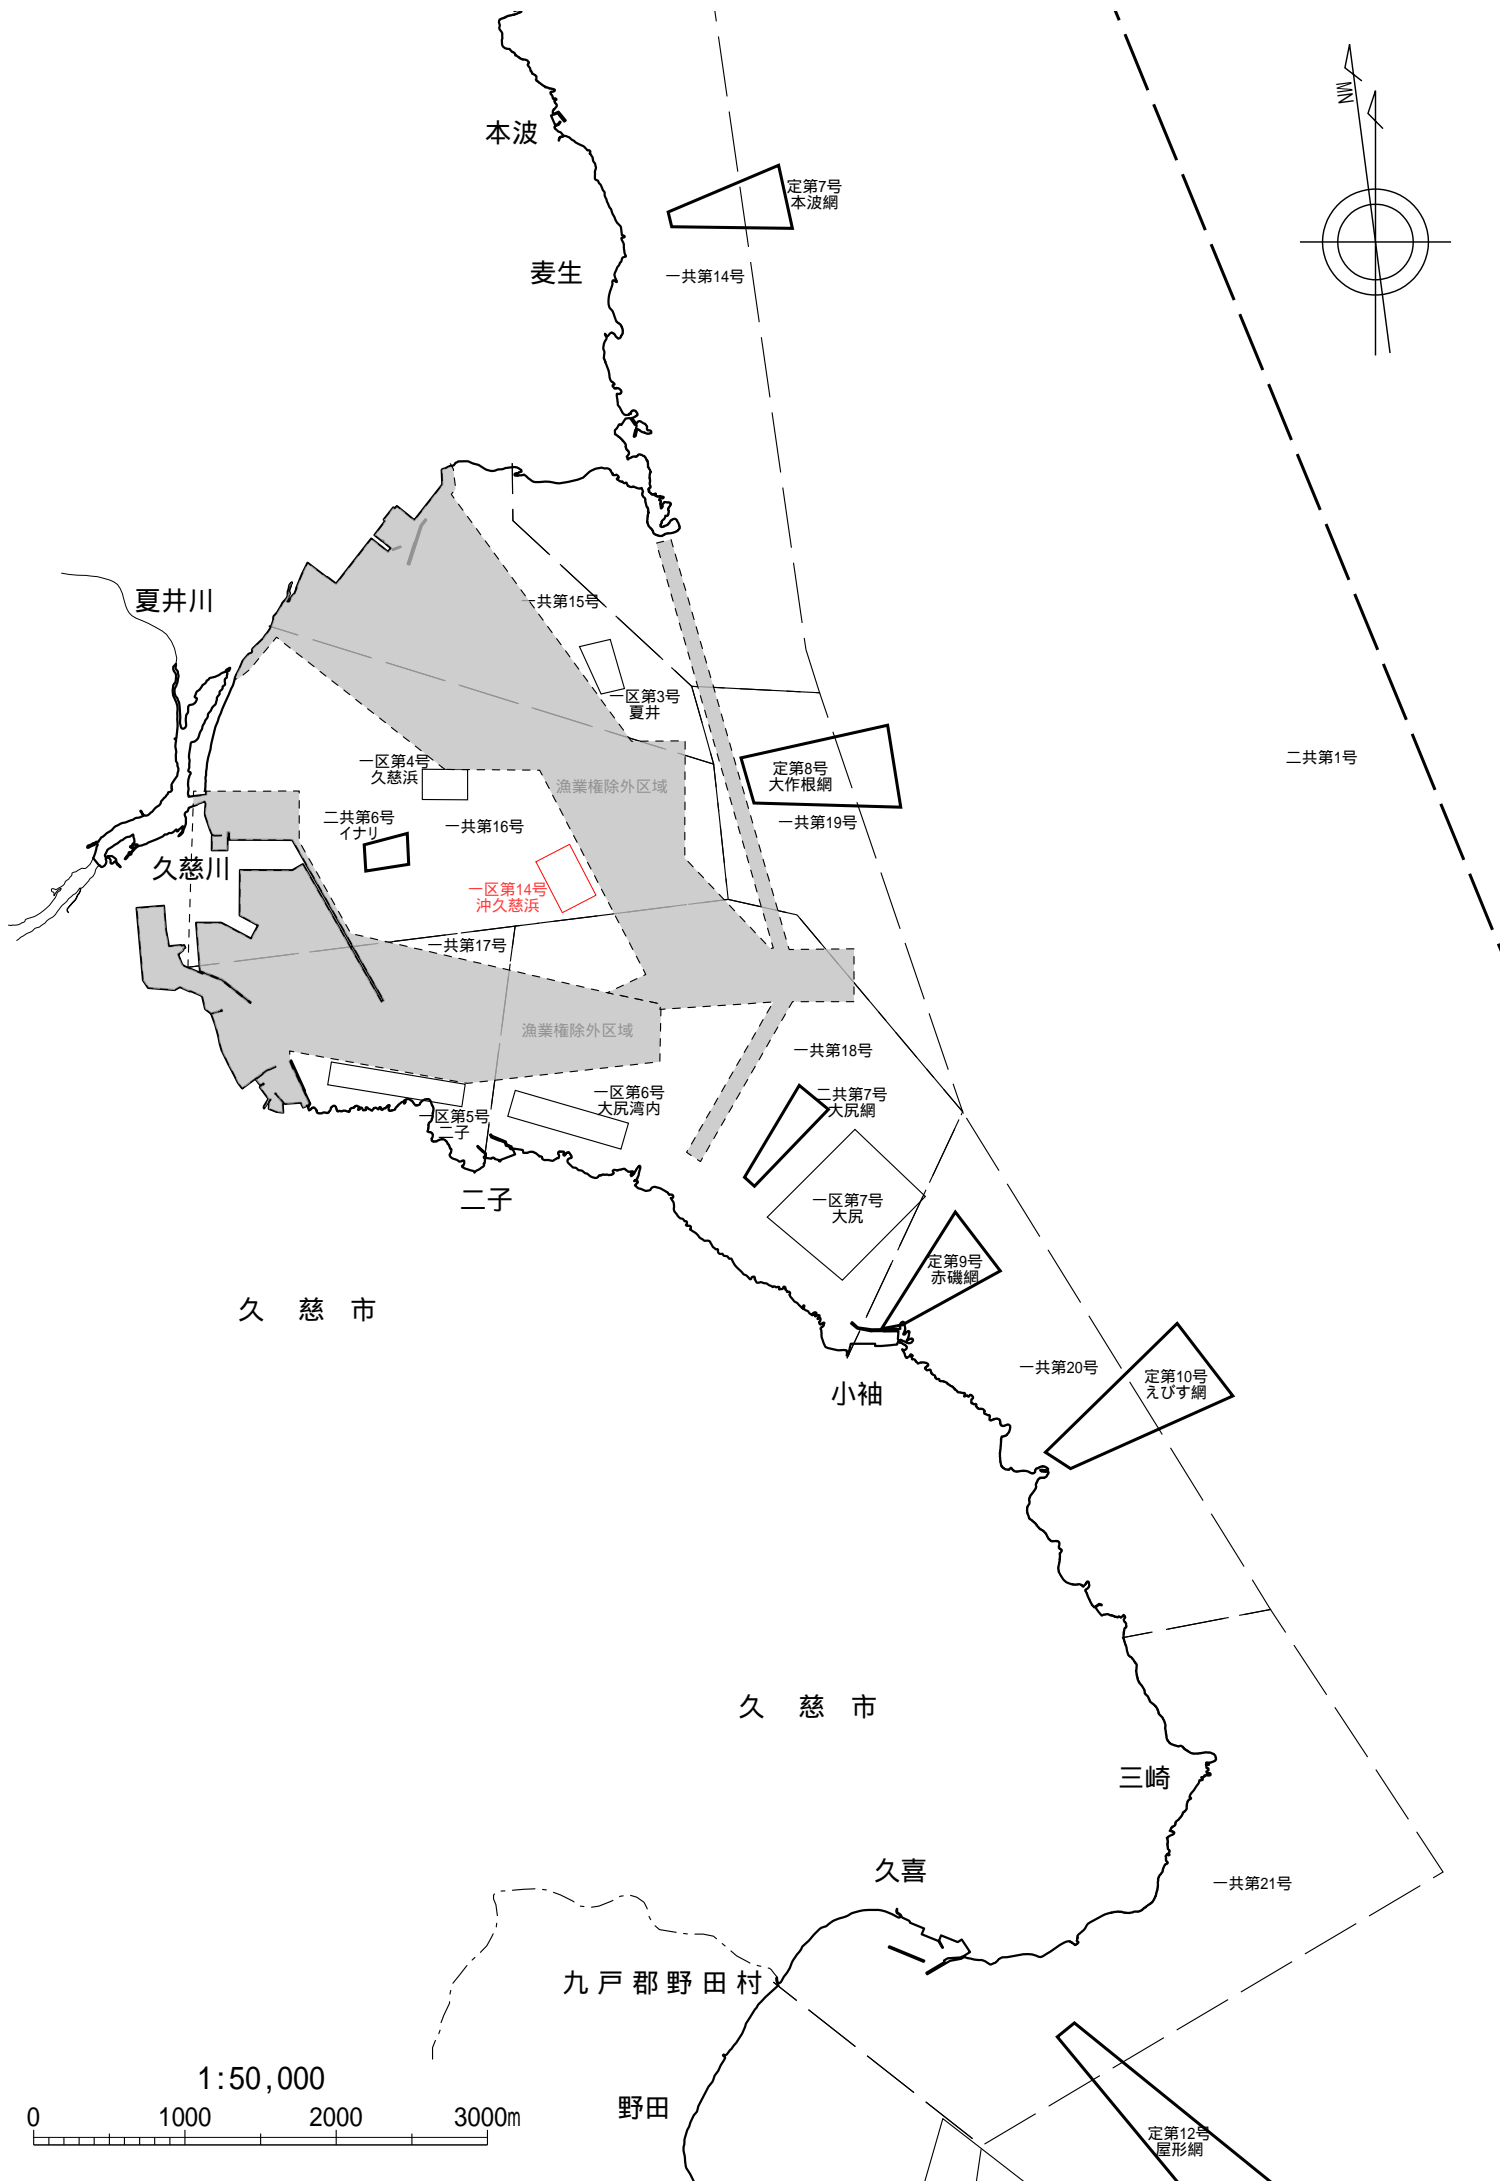 本波
MN
定第7号
本波網
麦生
一共第14号
夏井川
一共第15号
一区第3号
夏井
一区第4号
久慈浜
漁業権除外区域
定第8号
大作根網
二共第1号
二共第6号
イナリ
一共第16号
一共第19号
久慈川
一区第14号
沖久慈浜
一共第17号
漁業権除外区域
一共第18号
一区第6号
大尻湾内
二共第7号
大尻網
一区第5号
二子
二子
一区第7号
大尻
定第9号
赤磯網
久慈市
一共第20号
定第10号
えびす網
小袖
久慈市
三崎
久喜
一共第21号
九戸郡野田村
1:50,000
0 1000 2000 3000m
野田
定第12号
屋形網